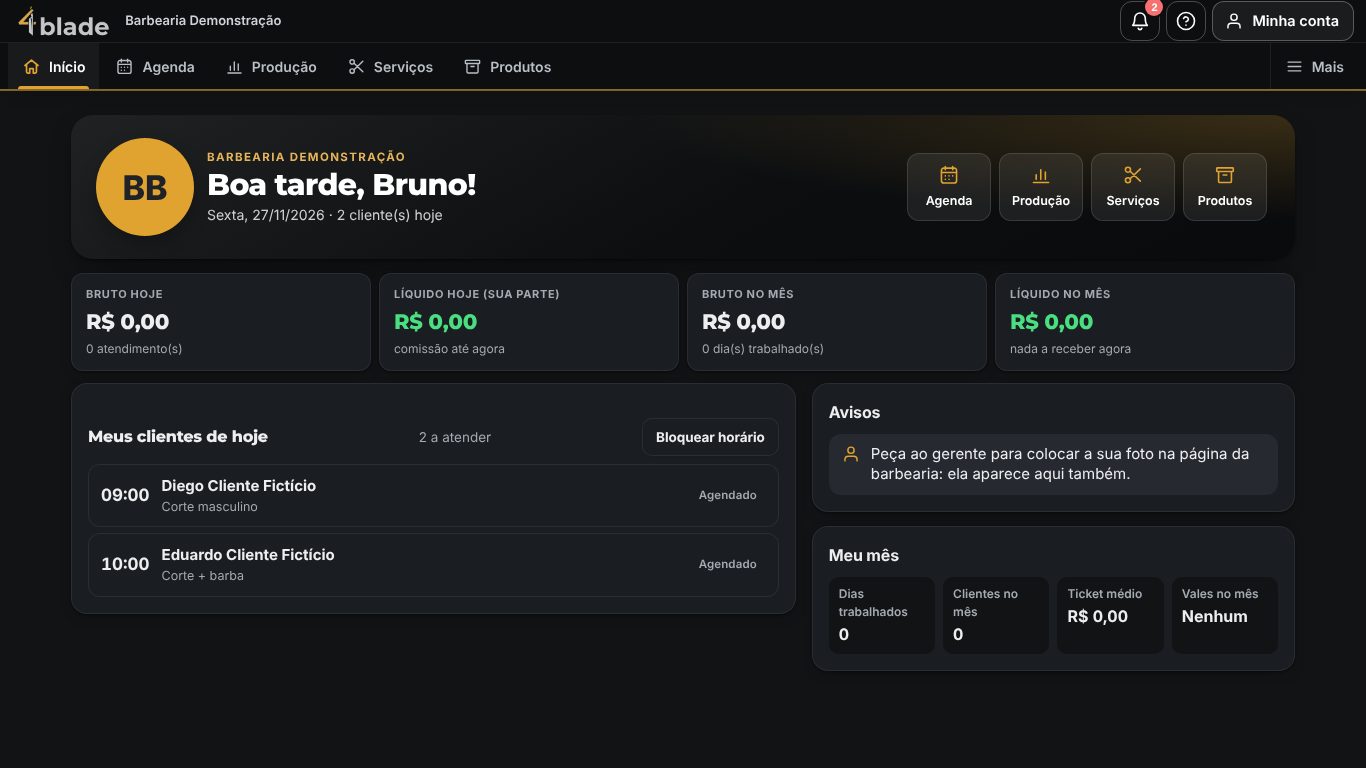 4blade
Barbearia Demonstração
2
Minha conta
Início
Agenda
Produção
Serviços
Produtos
Mais
BB
BARBEARIA DEMONSTRAÇÃO
Boa tarde, Bruno!
Sexta, 27/11/2026 · 2 cliente(s) hoje
Agenda
Produção
Serviços
Produtos
BRUTO HOJE
R$ 0,00
0 atendimento(s)
LÍQUIDO HOJE (SUA PARTE)
R$ 0,00
comissão até agora
BRUTO NO MÊS
R$ 0,00
0 dia(s) trabalhado(s)
LÍQUIDO NO MÊS
R$ 0,00
nada a receber agora
Meus clientes de hoje
2 a atender
Bloquear horário
09:00
Diego Cliente Fictício
Corte masculino
Agendado
10:00
Eduardo Cliente Fictício
Corte + barba
Agendado
Avisos
Peça ao gerente para colocar a sua foto na página da
barbearia: ela aparece aqui também.
Meu mês
Dias
trabalhados
0
Clientes no
mês
0
Ticket médio
R$ 0,00
Vales no mês
Nenhum